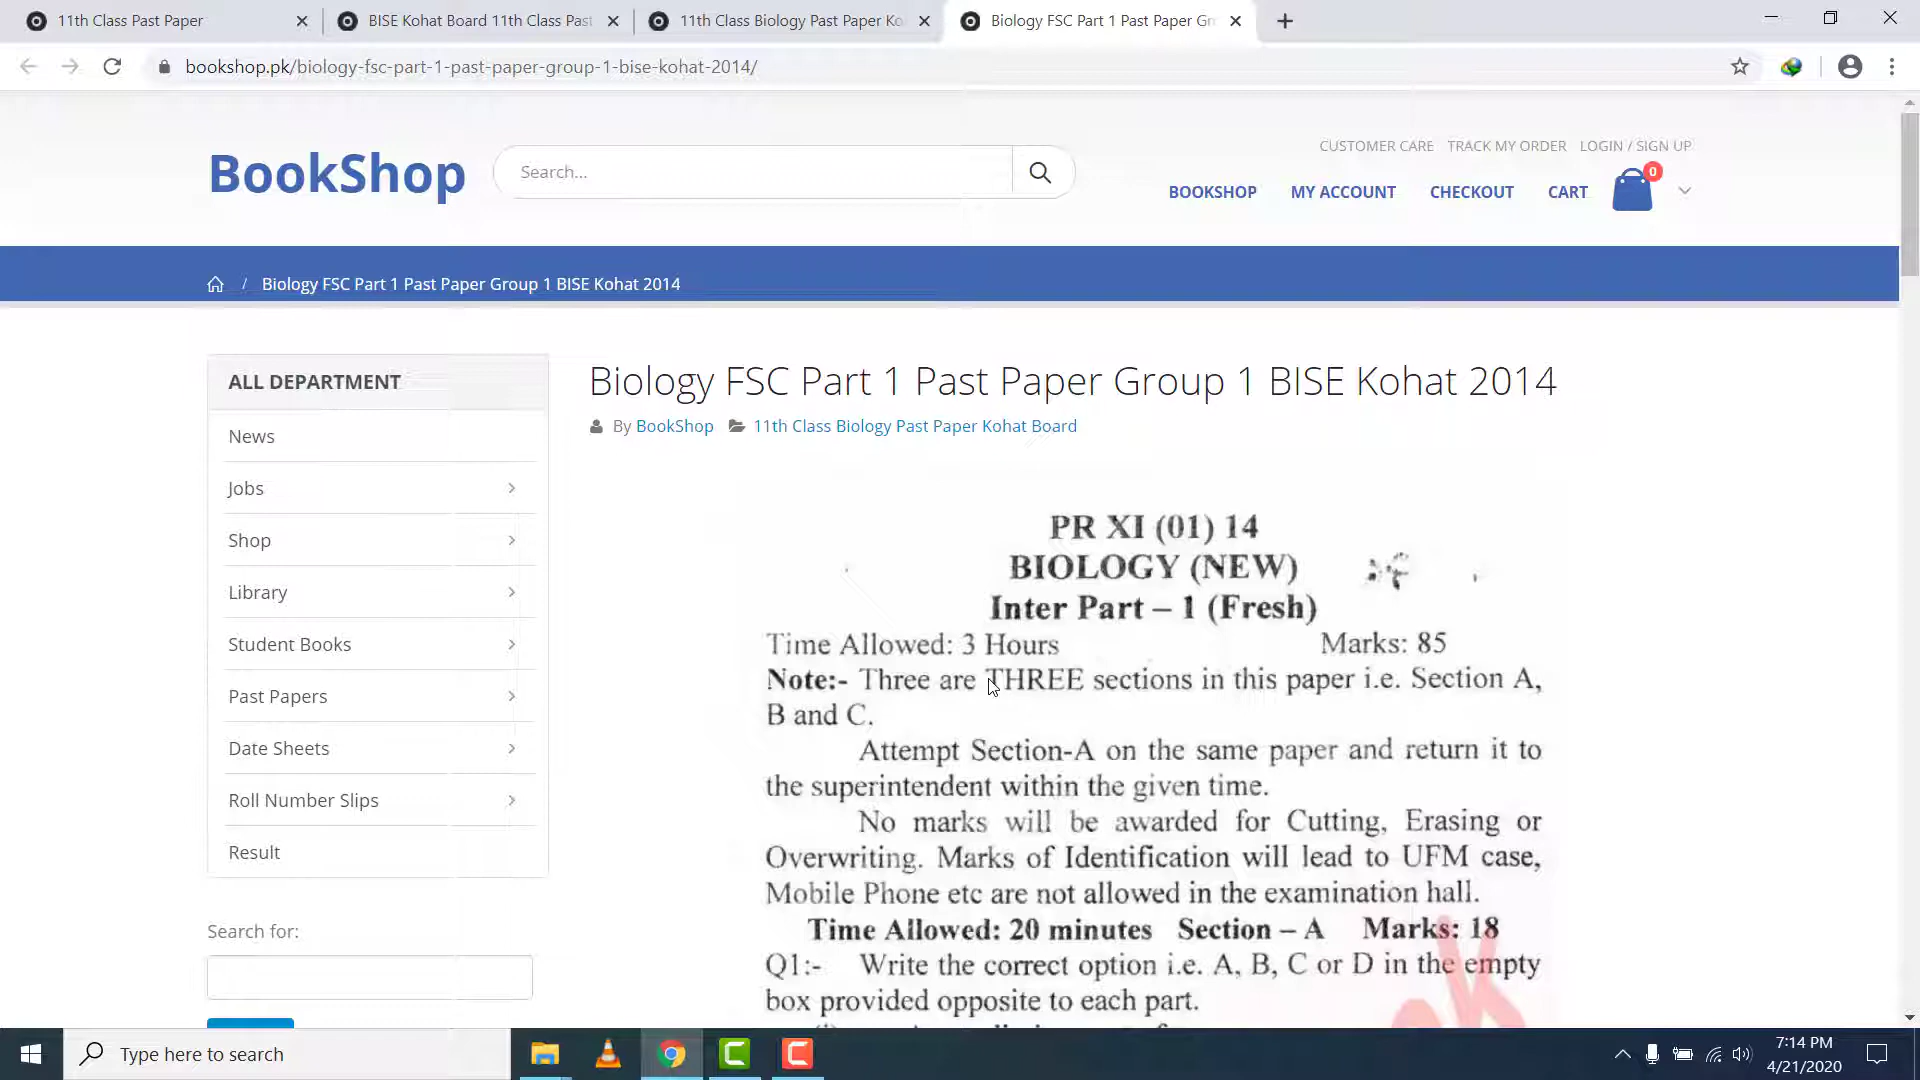 11th Class Past Paper
BISE Kohat Board 11th Class Past
11th Class Biology Past Paper Ko
Biology FSC Part 1 Past Paper Gr
bookshop.pk/biology-fsc-part-1-past-paper-group-1-bise-kohat-2014/
CUSTOMER CARE TRACK MY ORDER LOGIN / SIGN UP
BookShop
Search...
BOOKSHOP MY ACCOUNT CHECKOUT CART 0
/ Biology FSC Part 1 Past Paper Group 1 BISE Kohat 2014
ALL DEPARTMENT
News
Jobs
Shop
Library
Student Books
Past Papers
Date Sheets
Roll Number Slips
Result
Search for:
Biology FSC Part 1 Past Paper Group 1 BISE Kohat 2014
By BookShop 11th Class Biology Past Paper Kohat Board
PR XI (01) 14
BIOLOGY (NEW)
Inter Part – 1 (Fresh)
Time Allowed: 3 Hours Marks: 85
Note:- Three are THREE sections in this paper i.e. Section A,
B and C.
Attempt Section-A on the same paper and return it to
the superintendent within the given time.
No marks will be awarded for Cutting, Erasing or
Overwriting. Marks of Identification will lead to UFM case,
Mobile Phone etc are not allowed in the examination hall.
Time Allowed: 20 minutes Section – A Marks: 18
Q1:- Write the correct option i.e. A, B, C or D in the empty
box provided opposite to each part.
Type here to search
7:14 PM
4/21/2020